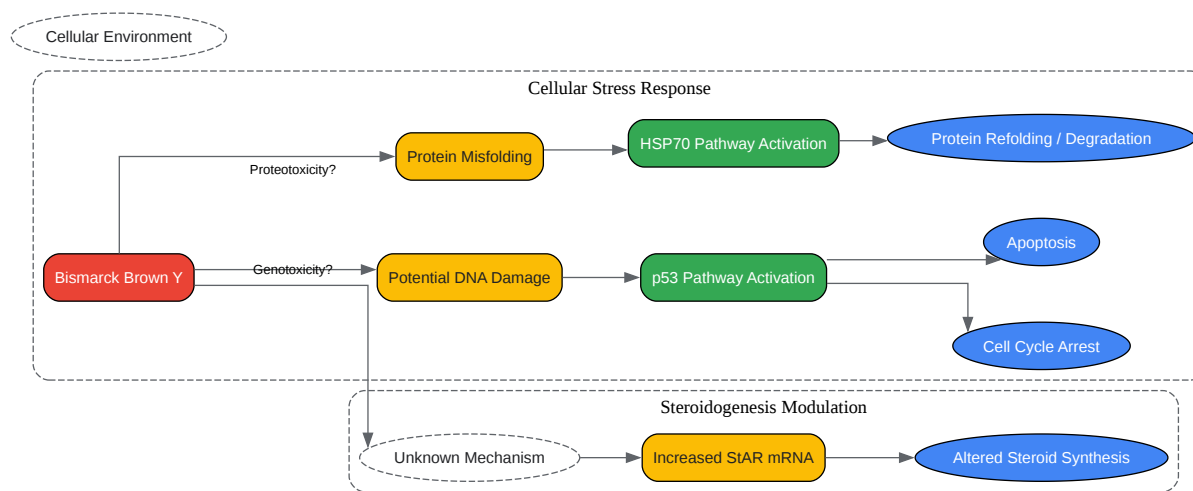 Cellular Environment
Cellular Stress Response
Protein Misfolding
HSP70 Pathway Activation
Protein Refolding / Degradation
Proteotoxicity?
Bismarck Brown Y
Genotoxicity?
Potential DNA Damage
p53 Pathway Activation
Apoptosis
Cell Cycle Arrest
Steroidogenesis Modulation
Unknown Mechanism
Increased StAR mRNA
Altered Steroid Synthesis